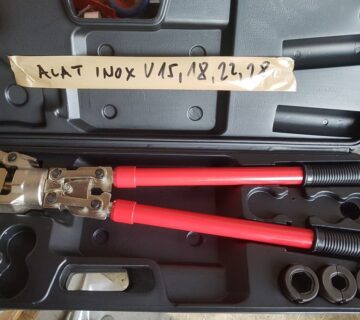 ALAT INOX V15, 18, 22, 28